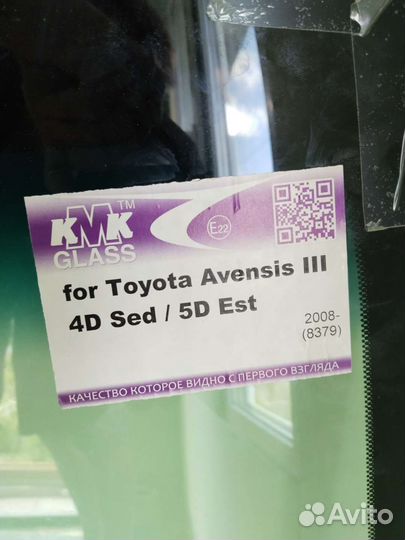 KMK™
GLASS
E22
for Toyota Avensis III
4D Sed / 5D Est
2008-
(8379)
КАЧЕСТВО КОТОРОЕ ВИДНО С ПЕРВОГО ВЗГЛЯДА
Avito